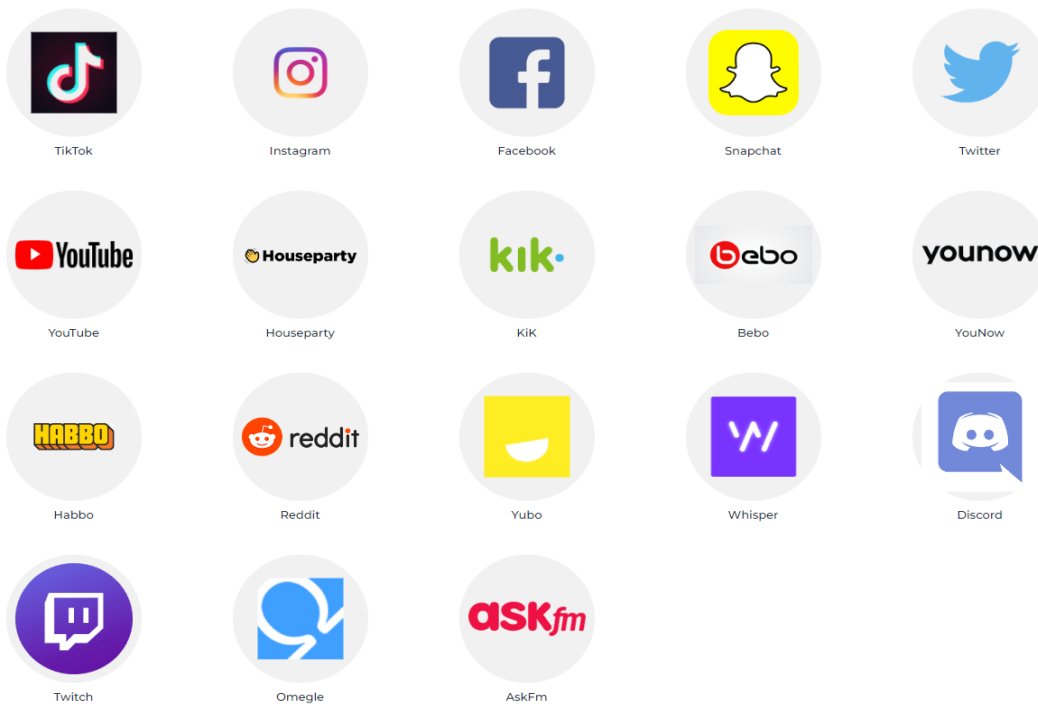 TikTok
Instagram
Facebook
Snapchat
Twitter
YouTube
Houseparty
kik
bebo
younow
YouTube
Houseparty
KiK
Bebo
YouNow
HABBO
reddit
Habbo
Reddit
Yubo
Whisper
Discord
askfm
Twitch
Omegle
AskFm